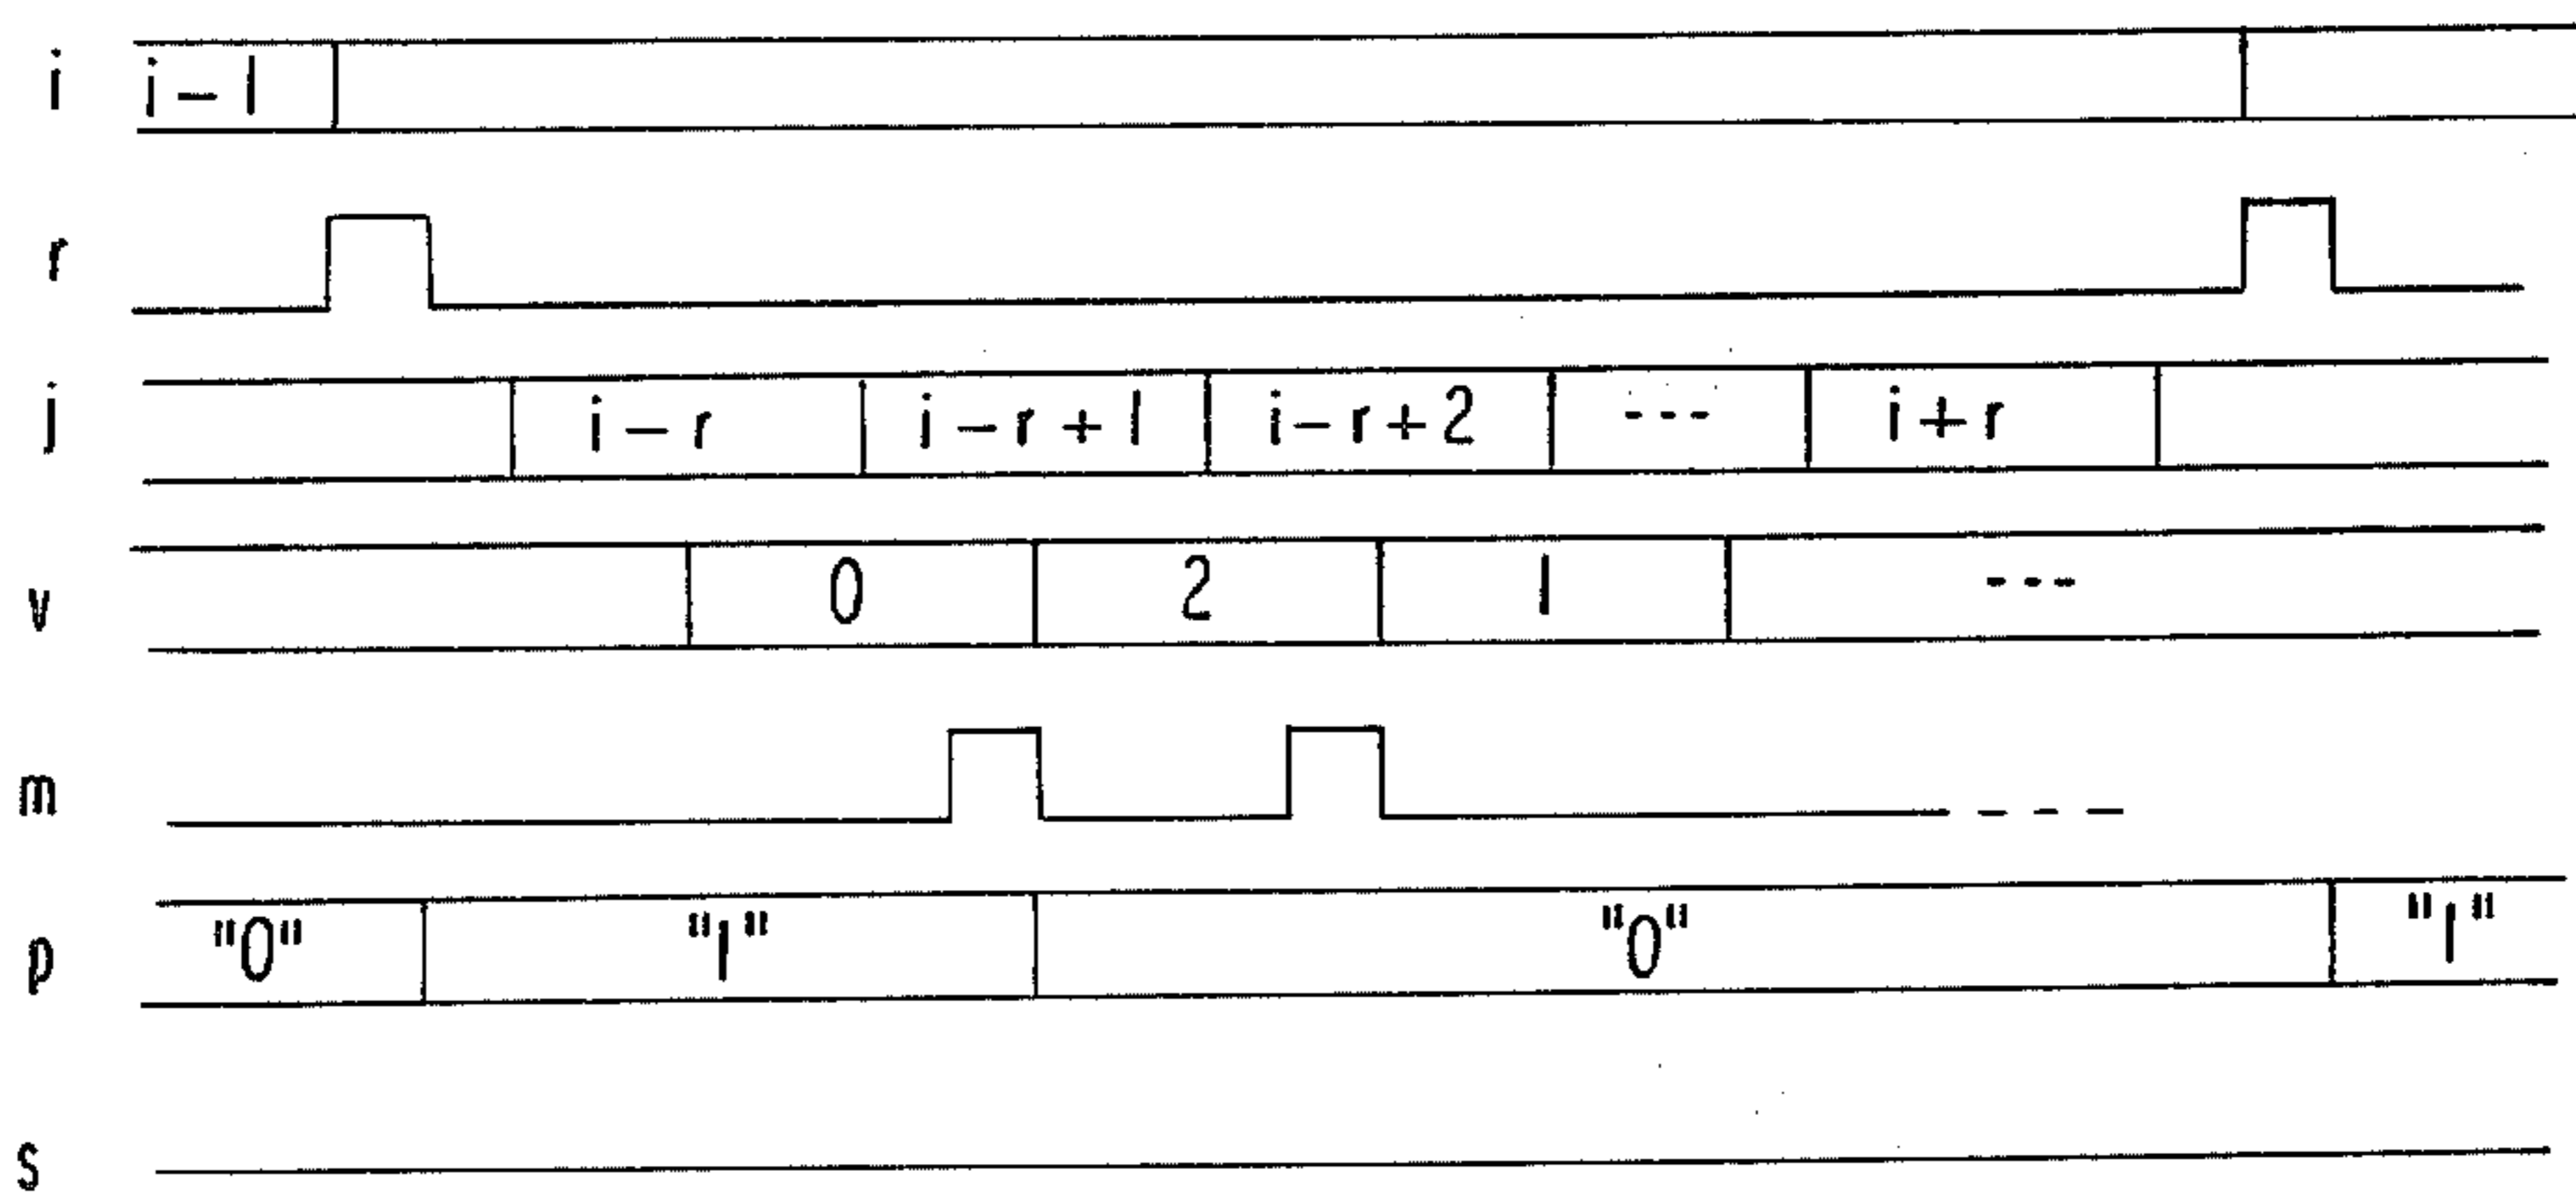 i i-1
r
j i-r i-r+1 i-r+2 --- i+r
v 0 2 1 ---
m
p "0" "1" "0" "1"
s